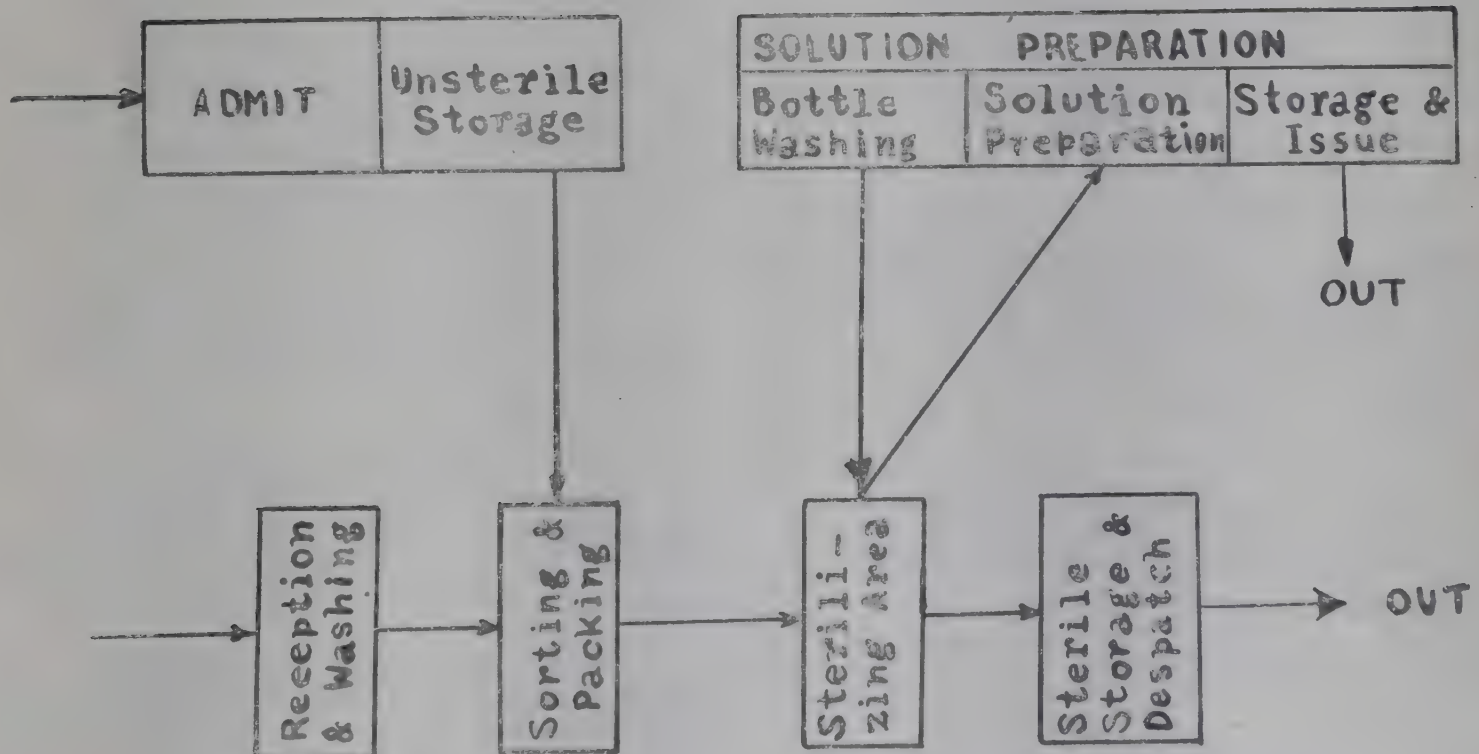 ADMIT
Unsterile
Storage
SOLUTION PREPARATION
Bottle
Washing
Solution
Preparation
Storage &
Issue
OUT
Reception
& Washing
Sorting &
Packing
Sterili-
zing Area
Sterile
Storage &
Despatch
OUT